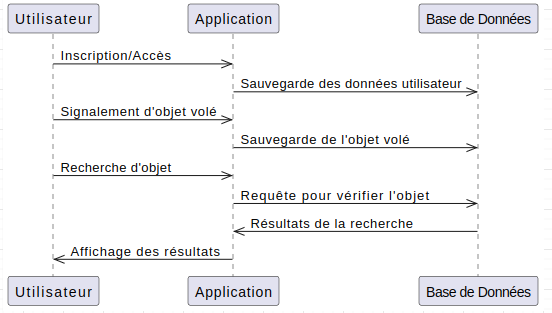 Utilisateur
Application
Base de Données
Inscription/Accès
Sauvegarde des données utilisateur
Signalement d'objet volé
Sauvegarde de l'objet volé
Recherche d'objet
Requête pour vérifier l'objet
Résultats de la recherche
Affichage des résultats
Utilisateur
Application
Base de Données